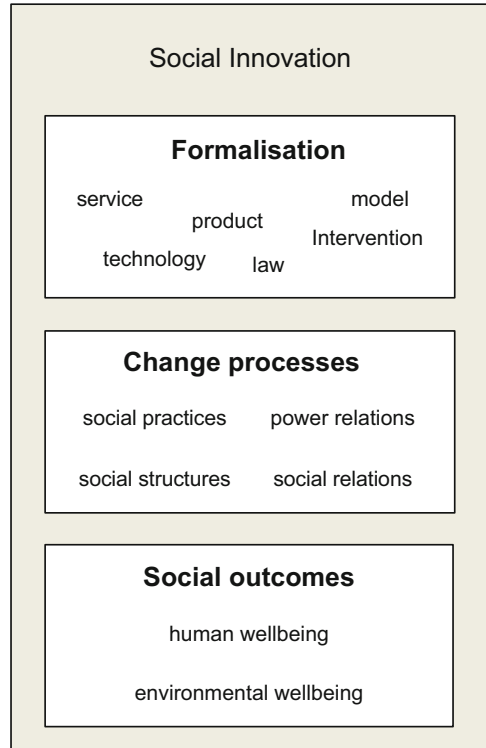 Social Innovation
Formalisation
service
model
product
Intervention
technology
law
Change processes
social practices power relations
social structures social relations
Social outcomes
human wellbeing
environmental wellbeing